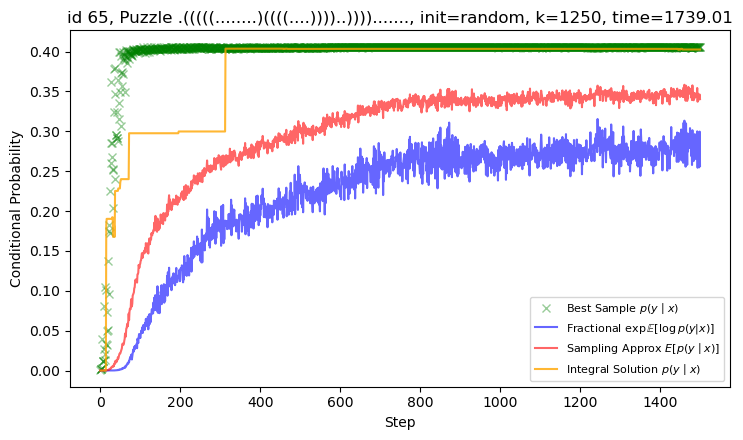 id 65, Puzzle .(((((........)((((....))))..))))......., init=random, k=1250, time=1739.01
Conditional Probability
0.40
0.35
0.30
0.25
0.20
0.15
0.10
0.05
0.00
Best Sample p(y | x)
Fractional exp𝔼[log p(y|x)]
Sampling Approx E[p(y | x)]
Integral Solution p(y | x)
0 200 400 600 800 1000 1200 1400
Step